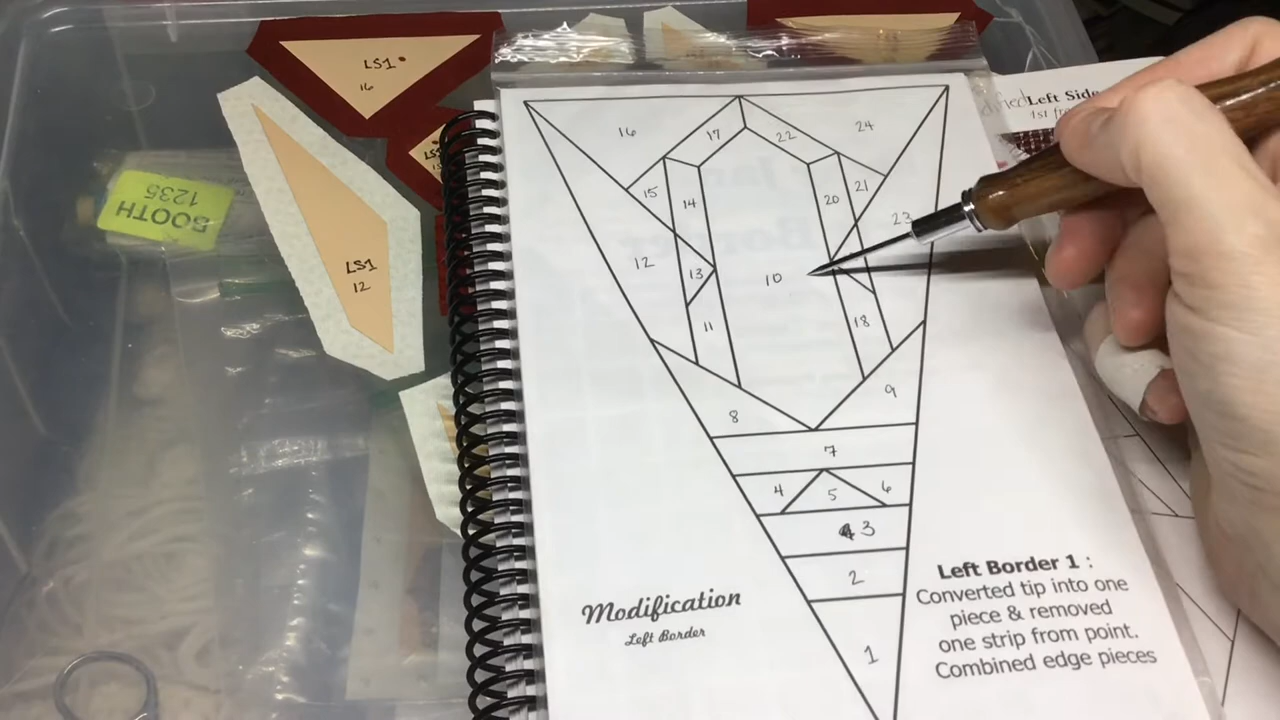 LS1
16
LS1
LS1
12
BOOTH
1235
Left Side
16
17
22
24
15
14
20
21
23
12
13
10
11
18
8
9
7
4
5
6
3
2
1
Modification
Left Border
Left Border 1 :
Converted tip into one
piece & removed
one strip from point.
Combined edge pieces